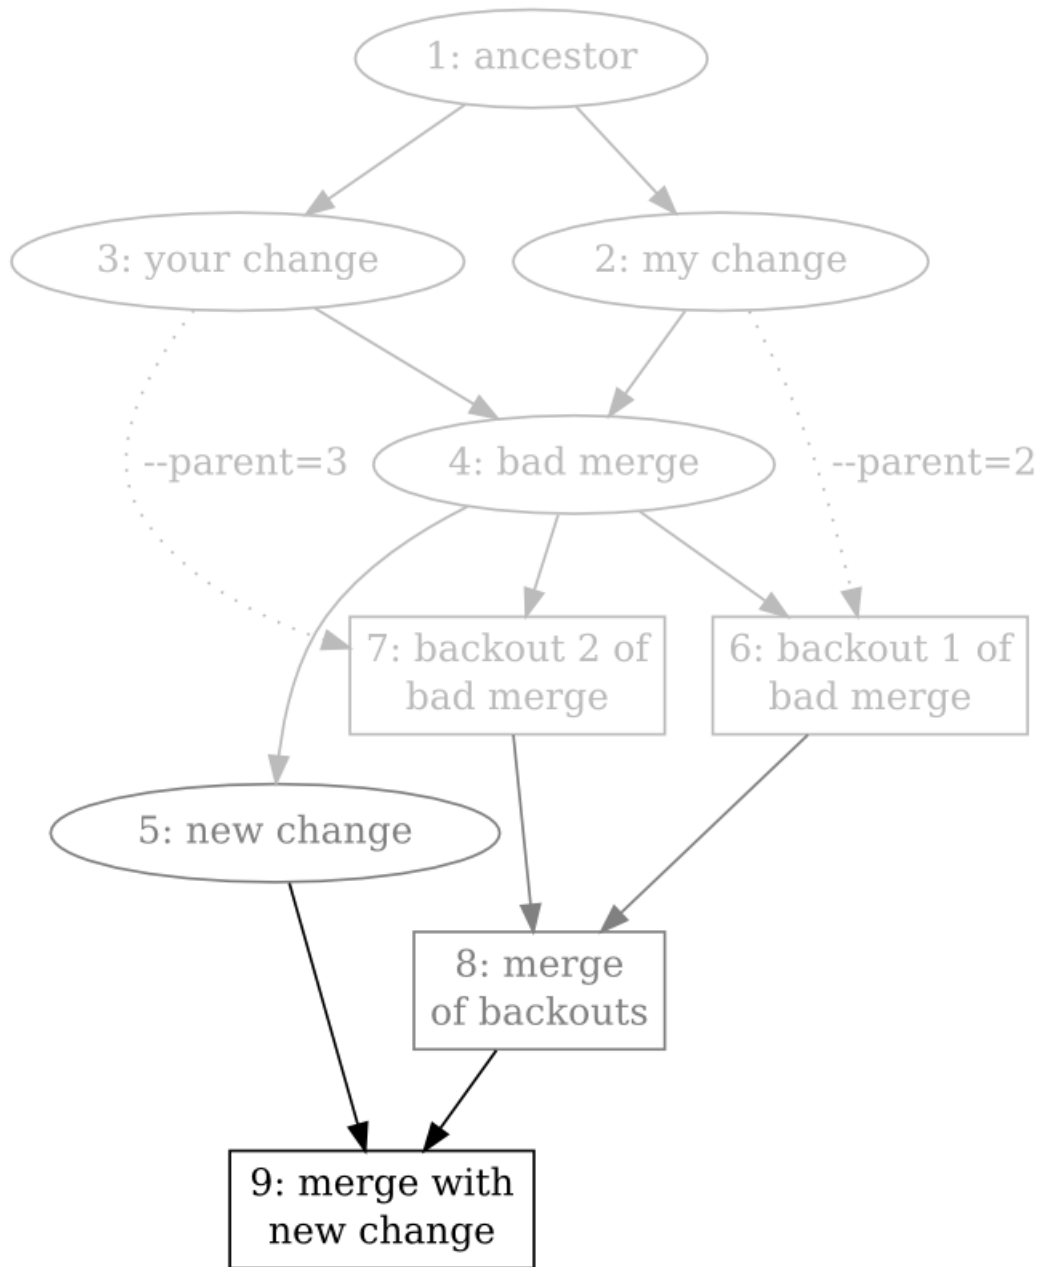 1: ancestor
3: your change
2: my change
--parent=3
4: bad merge
--parent=2
7: backout 2 of
bad merge
6: backout 1 of
bad merge
5: new change
8: merge
of backouts
9: merge with
new change